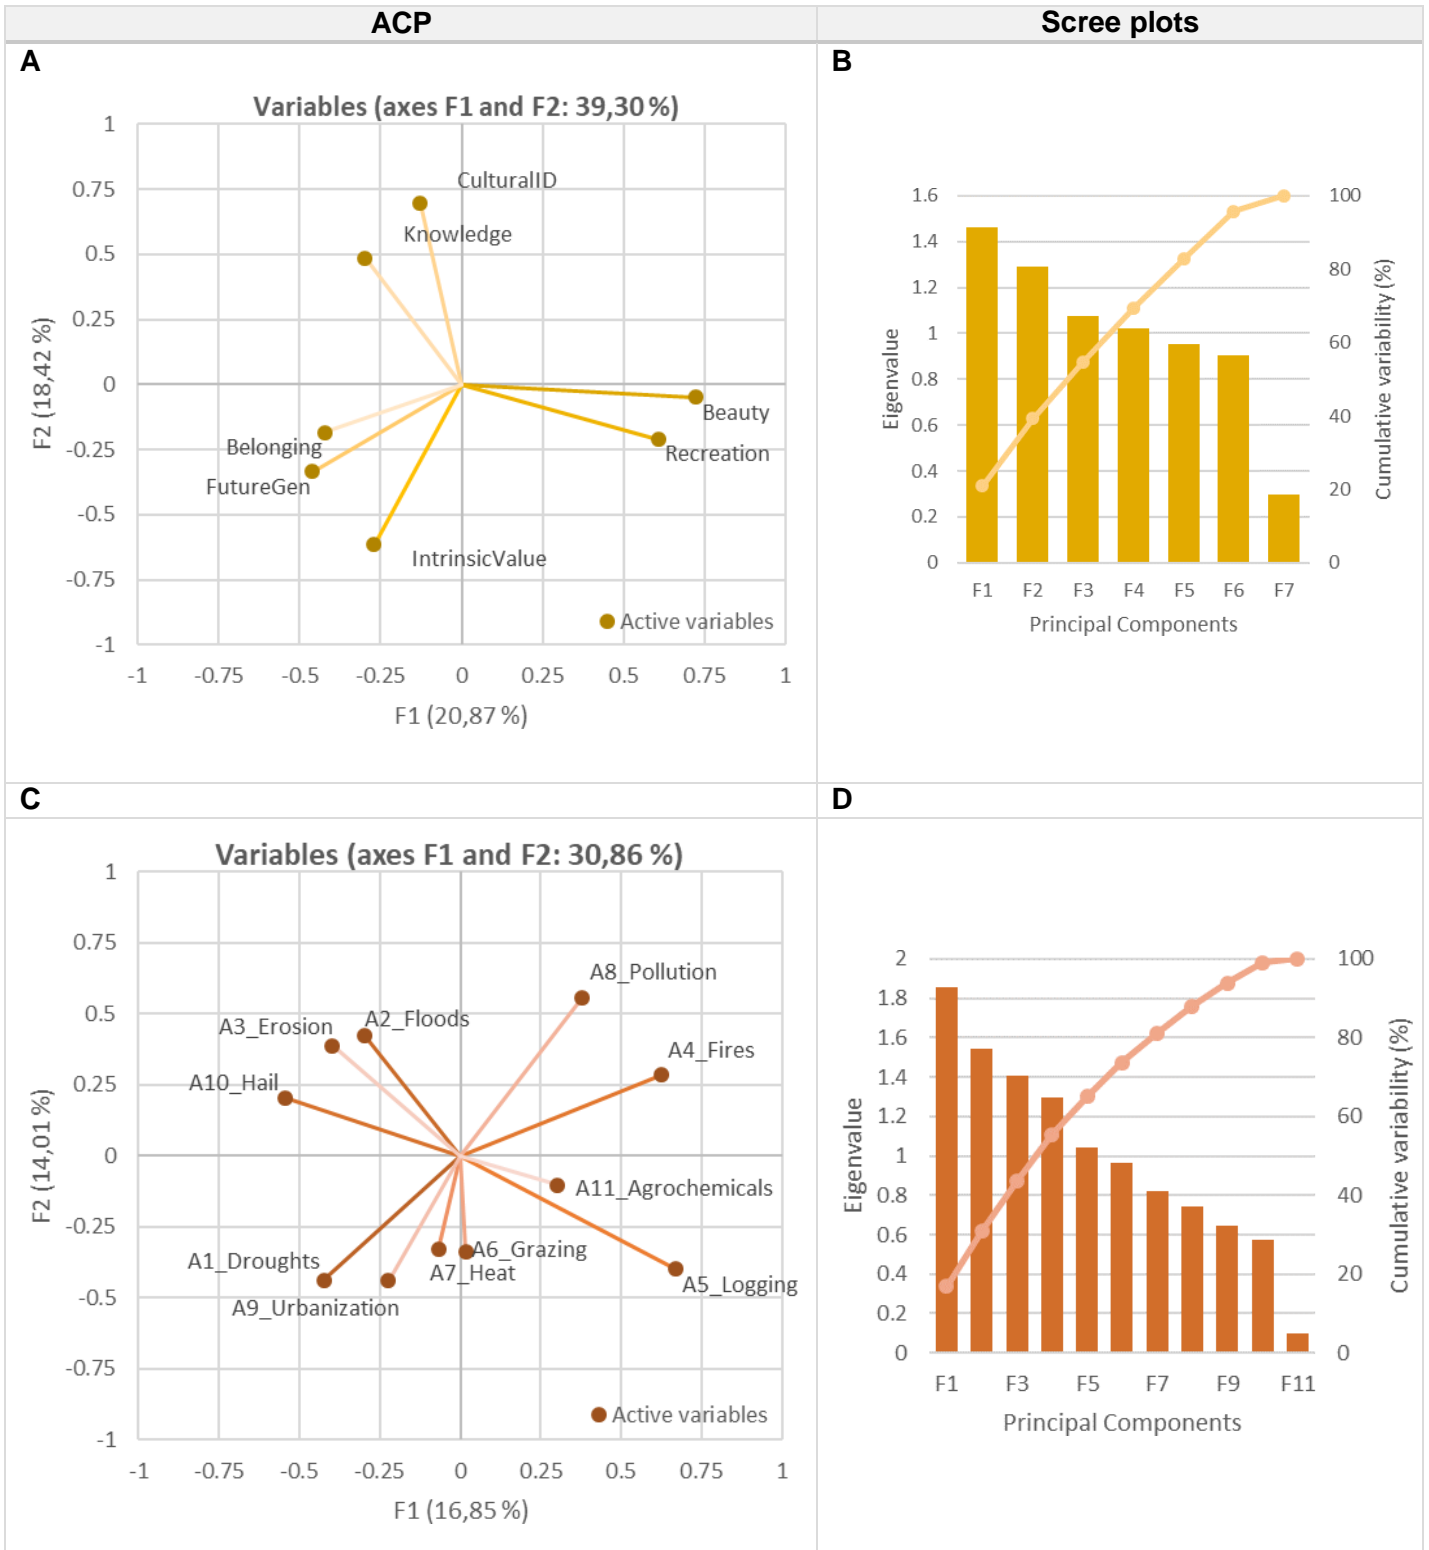 ACP
Scree plots
A
Variables (axes F1 and F2: 39,30 %)
1
0.75
0.5
0.25
0
-0.25
-0.5
-0.75
-1
F2 (18,42 %)
CulturalID
Knowledge
Beauty
Recreation
Belonging
FutureGen
IntrinsicValue
Active variables
-1 -0.75 -0.5 -0.25 0 0.25 0.5 0.75 1
F1 (20,87 %)
B
1.6
1.4
1.2
1
0.8
0.6
0.4
0.2
0
Eigenvalue
100
80
60
40
20
0
Cumulative variability (%)
F1 F2 F3 F4 F5 F6 F7
Principal Components
C
Variables (axes F1 and F2: 30,86 %)
1
0.75
0.5
0.25
0
-0.25
-0.5
-0.75
-1
F2 (14,01 %)
A8_Pollution
A3_Erosion
A2_Floods
A4_Fires
A10_Hail
A11_Agrochemicals
A1_Droughts
A6_Grazing
A7_Heat
A5_Logging
A9_Urbanization
Active variables
-1 -0.75 -0.5 -0.25 0 0.25 0.5 0.75 1
F1 (16,85 %)
D
2
1.8
1.6
1.4
1.2
1
0.8
0.6
0.4
0.2
0
Eigenvalue
100
80
60
40
20
0
Cumulative variability (%)
F1 F3 F5 F7 F9 F11
Principal Components